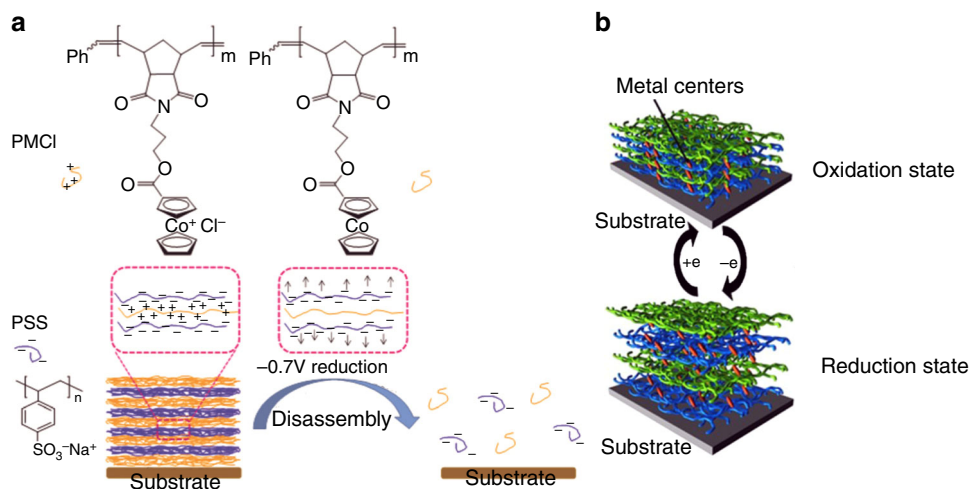 a
Ph
m
Ph
m
O
N
O
O
N
O
PMCl
+
+
+
O
O
O
O
Co⁺ Cl⁻
Co
PSS
−
−
−
n
SO₃⁻Na⁺
−0.7V reduction
Disassembly
Substrate
Substrate
b
Metal centers
Oxidation state
Substrate
+e
−e
Reduction state
Substrate